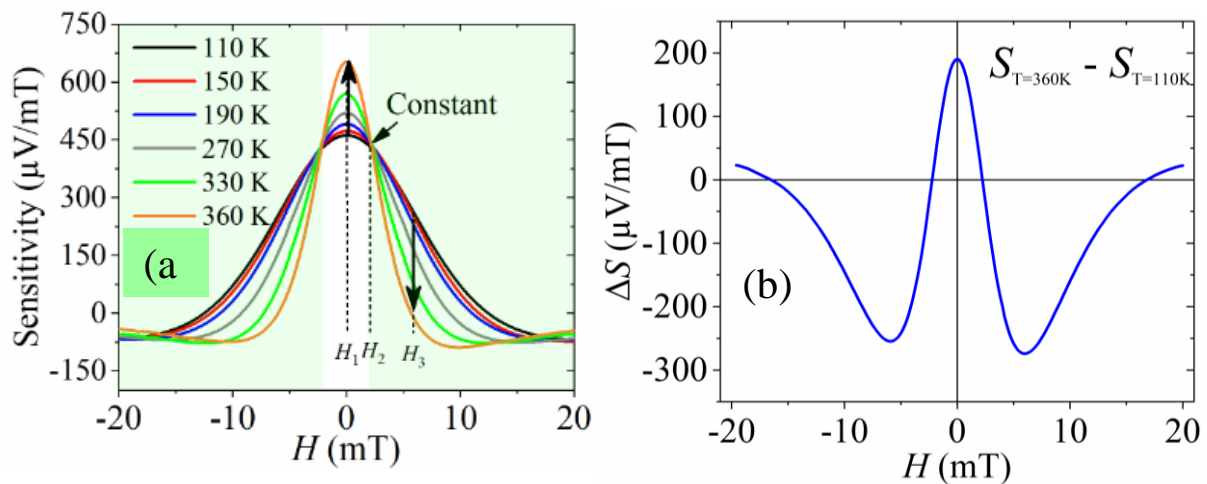 750
600
450
300
150
0
-150
Sensitivity (μV/mT)
110 K
150 K
190 K
270 K
330 K
360 K
Constant
(a
H1
H2
H3
-20
-10
0
10
20
H (mT)
200
100
0
-100
-200
-300
ΔS (μV/mT)
S T=360K - S T=110K
(b)
-20
-10
0
10
20
H (mT)